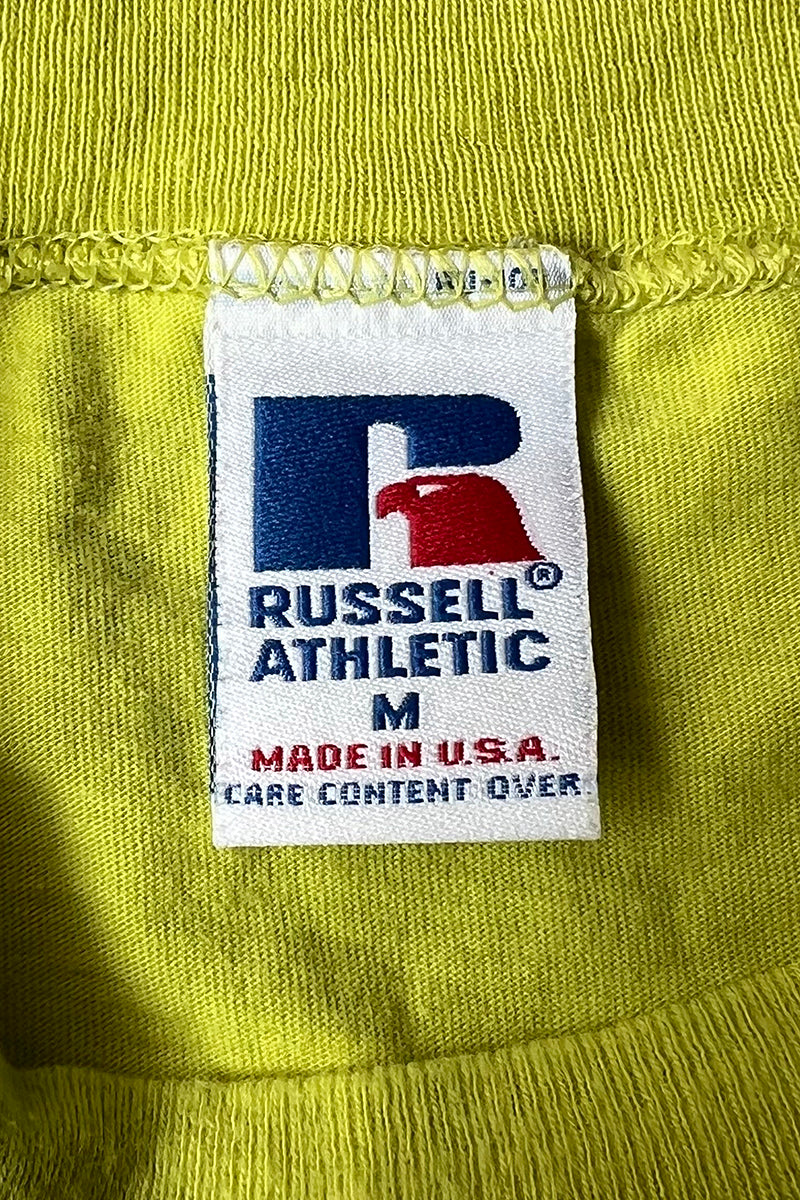 RUSSELL®
ATHLETIC
M
MADE IN U.S.A.
CARE CONTENT OVER